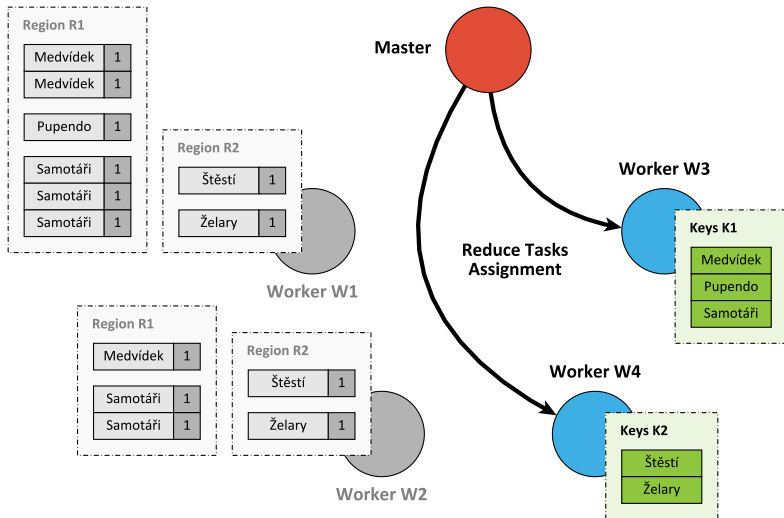 Region R1
Medvídek 1
Medvídek 1
Pupendo 1
Samotáři 1
Samotáři 1
Samotáři 1
Region R2
Štěstí 1
Želary 1
Worker W1
Region R1
Medvídek 1
Samotáři 1
Samotáři 1
Region R2
Štěstí 1
Želary 1
Worker W2
Master
Reduce Tasks
Assignment
Worker W3
Keys K1
Medvídek
Pupendo
Samotáři
Worker W4
Keys K2
Štěstí
Želary